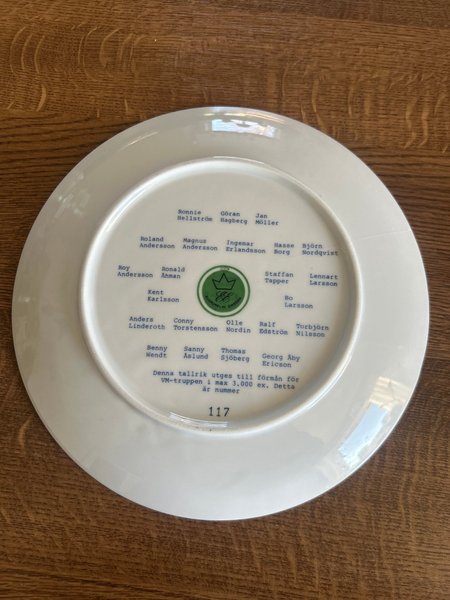 Ronnie Göran Jan
Hellström Hagberg Möller
Roland Magnus Ingemar Hasse Björn
Andersson Andersson Erlandsson Borg Nordqvist
Roy Ronald Staffan Lennart
Andersson Åhman Tapper Larsson
Kent Bo
Karlsson Larsson
Anders Conny Olle Ralf Torbjörn
Linderoth Torstensson Nordin Edström Nilsson
Benny Sanny Thomas Georg Åby
Wendt Åslund Sjöberg Ericson
Denna tallrik utges till förmån för
VM-truppen i max 3.000 ex. Detta
är nummer
117